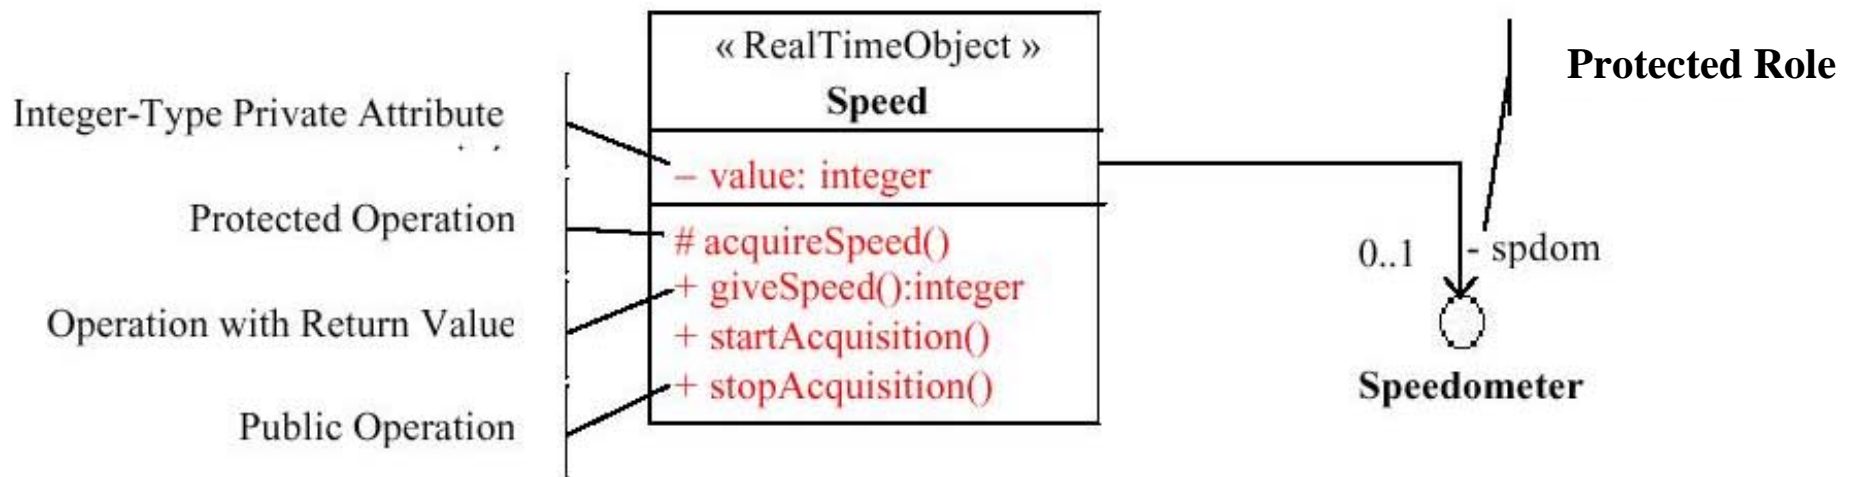 « RealTimeObject »
Speed
Protected Role
Integer-Type Private Attribute
– value: integer
Protected Operation
# acquireSpeed()
+ giveSpeed():integer
+ startAcquisition()
+ stopAcquisition()
Operation with Return Value
Public Operation
0..1
- spdom
Speedometer